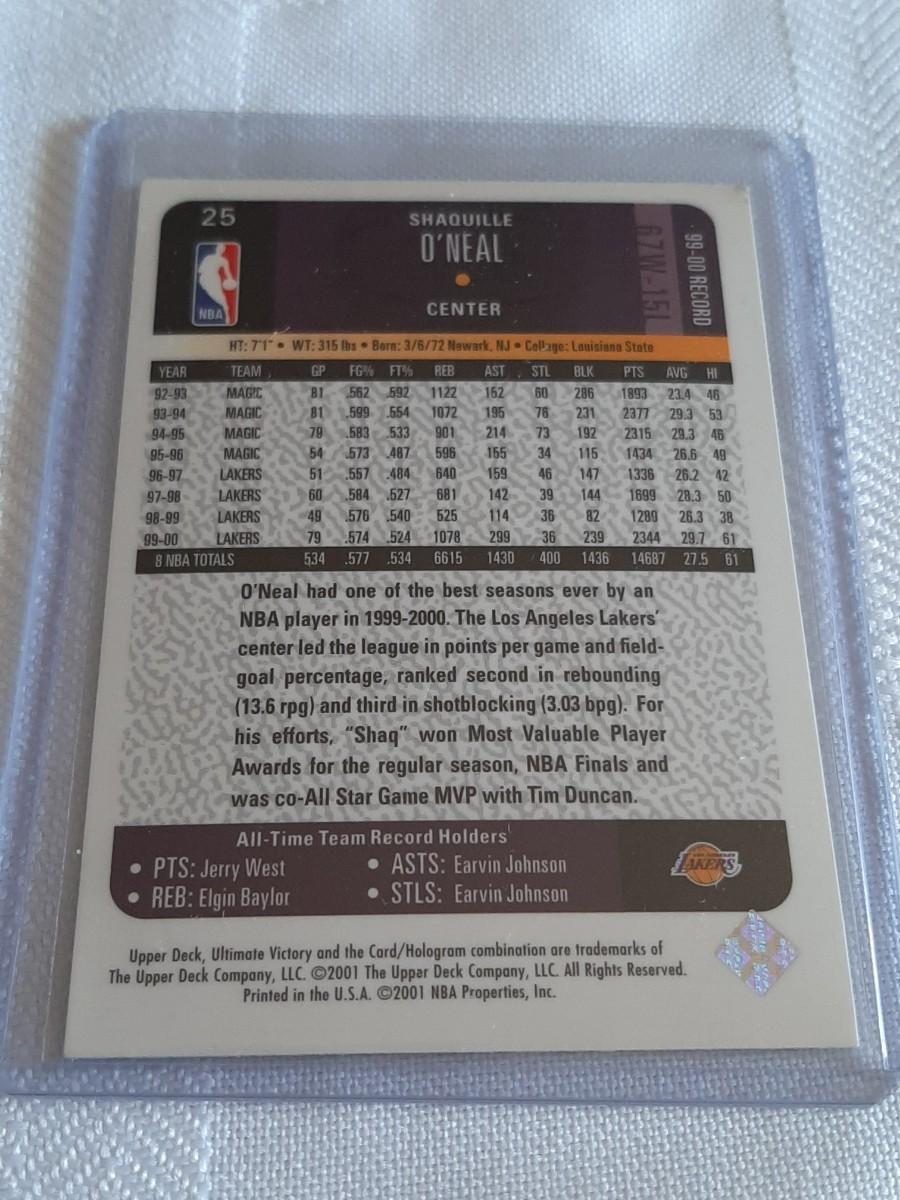 25
SHAQUILLE
O'NEAL
CENTER
NBA
67W-15L
99-00 RECORD
HT: 7'1" • WT: 315 lbs • Born: 3/6/72 Newark, NJ • College: Louisiana State
YEAR TEAM GP FG% FT% REB AST STL BLK PTS AVG HI
92-93 MAGIC 81 .562 .592 1122 152 60 286 1893 23.4 46
93-94 MAGIC 81 .599 .554 1072 195 76 231 2377 29.3 53
94-95 MAGIC 79 .583 .533 901 214 73 192 2315 29.3 46
95-96 MAGIC 54 .573 .487 596 155 34 115 1434 26.6 49
96-97 LAKERS 51 .557 .484 640 159 46 147 1336 26.2 42
97-98 LAKERS 60 .584 .527 681 142 39 144 1699 28.3 50
98-99 LAKERS 49 .576 .540 525 114 36 82 1289 26.3 38
99-00 LAKERS 79 .574 .524 1078 299 36 239 2344 29.7 61
8 NBA TOTALS 534 .577 .534 6615 1430 400 1436 14687 27.5 61
O'Neal had one of the best seasons ever by an
NBA player in 1999-2000. The Los Angeles Lakers'
center led the league in points per game and field-
goal percentage, ranked second in rebounding
(13.6 rpg) and third in shotblocking (3.03 bpg). For
his efforts, "Shaq" won Most Valuable Player
Awards for the regular season, NBA Finals and
was co-All Star Game MVP with Tim Duncan.
All-Time Team Record Holders
• PTS: Jerry West • ASTS: Earvin Johnson
• REB: Elgin Baylor • STLS: Earvin Johnson
LAKERS
Upper Deck, Ultimate Victory and the Card/Hologram combination are trademarks of
The Upper Deck Company, LLC. ©2001 The Upper Deck Company, LLC. All Rights Reserved.
Printed in the U.S.A. ©2001 NBA Properties, Inc.